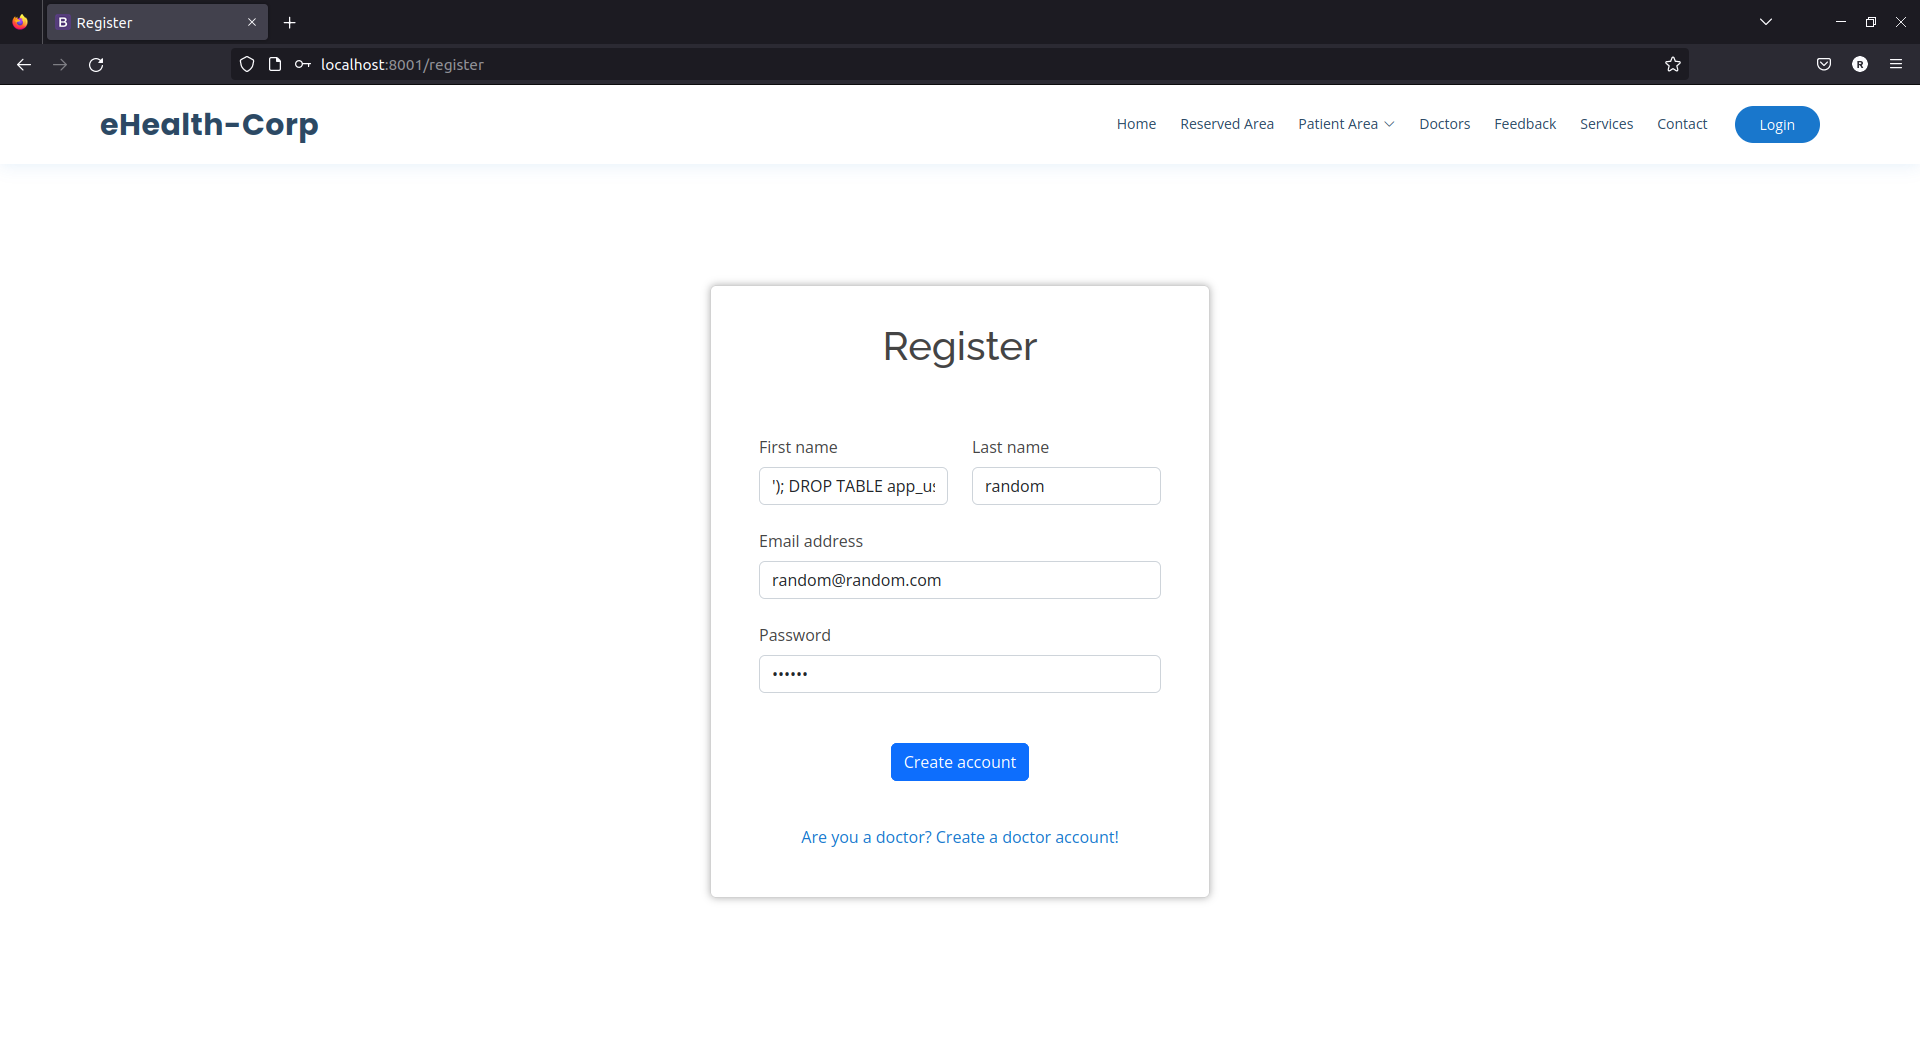 Register
localhost:8001/register
eHealth-Corp
Home Reserved Area Patient Area Doctors Feedback Services Contact Login
Register
First name Last name
'); DROP TABLE app_us random
Email address
random@random.com
Password
••••••
Create account
Are you a doctor? Create a doctor account!